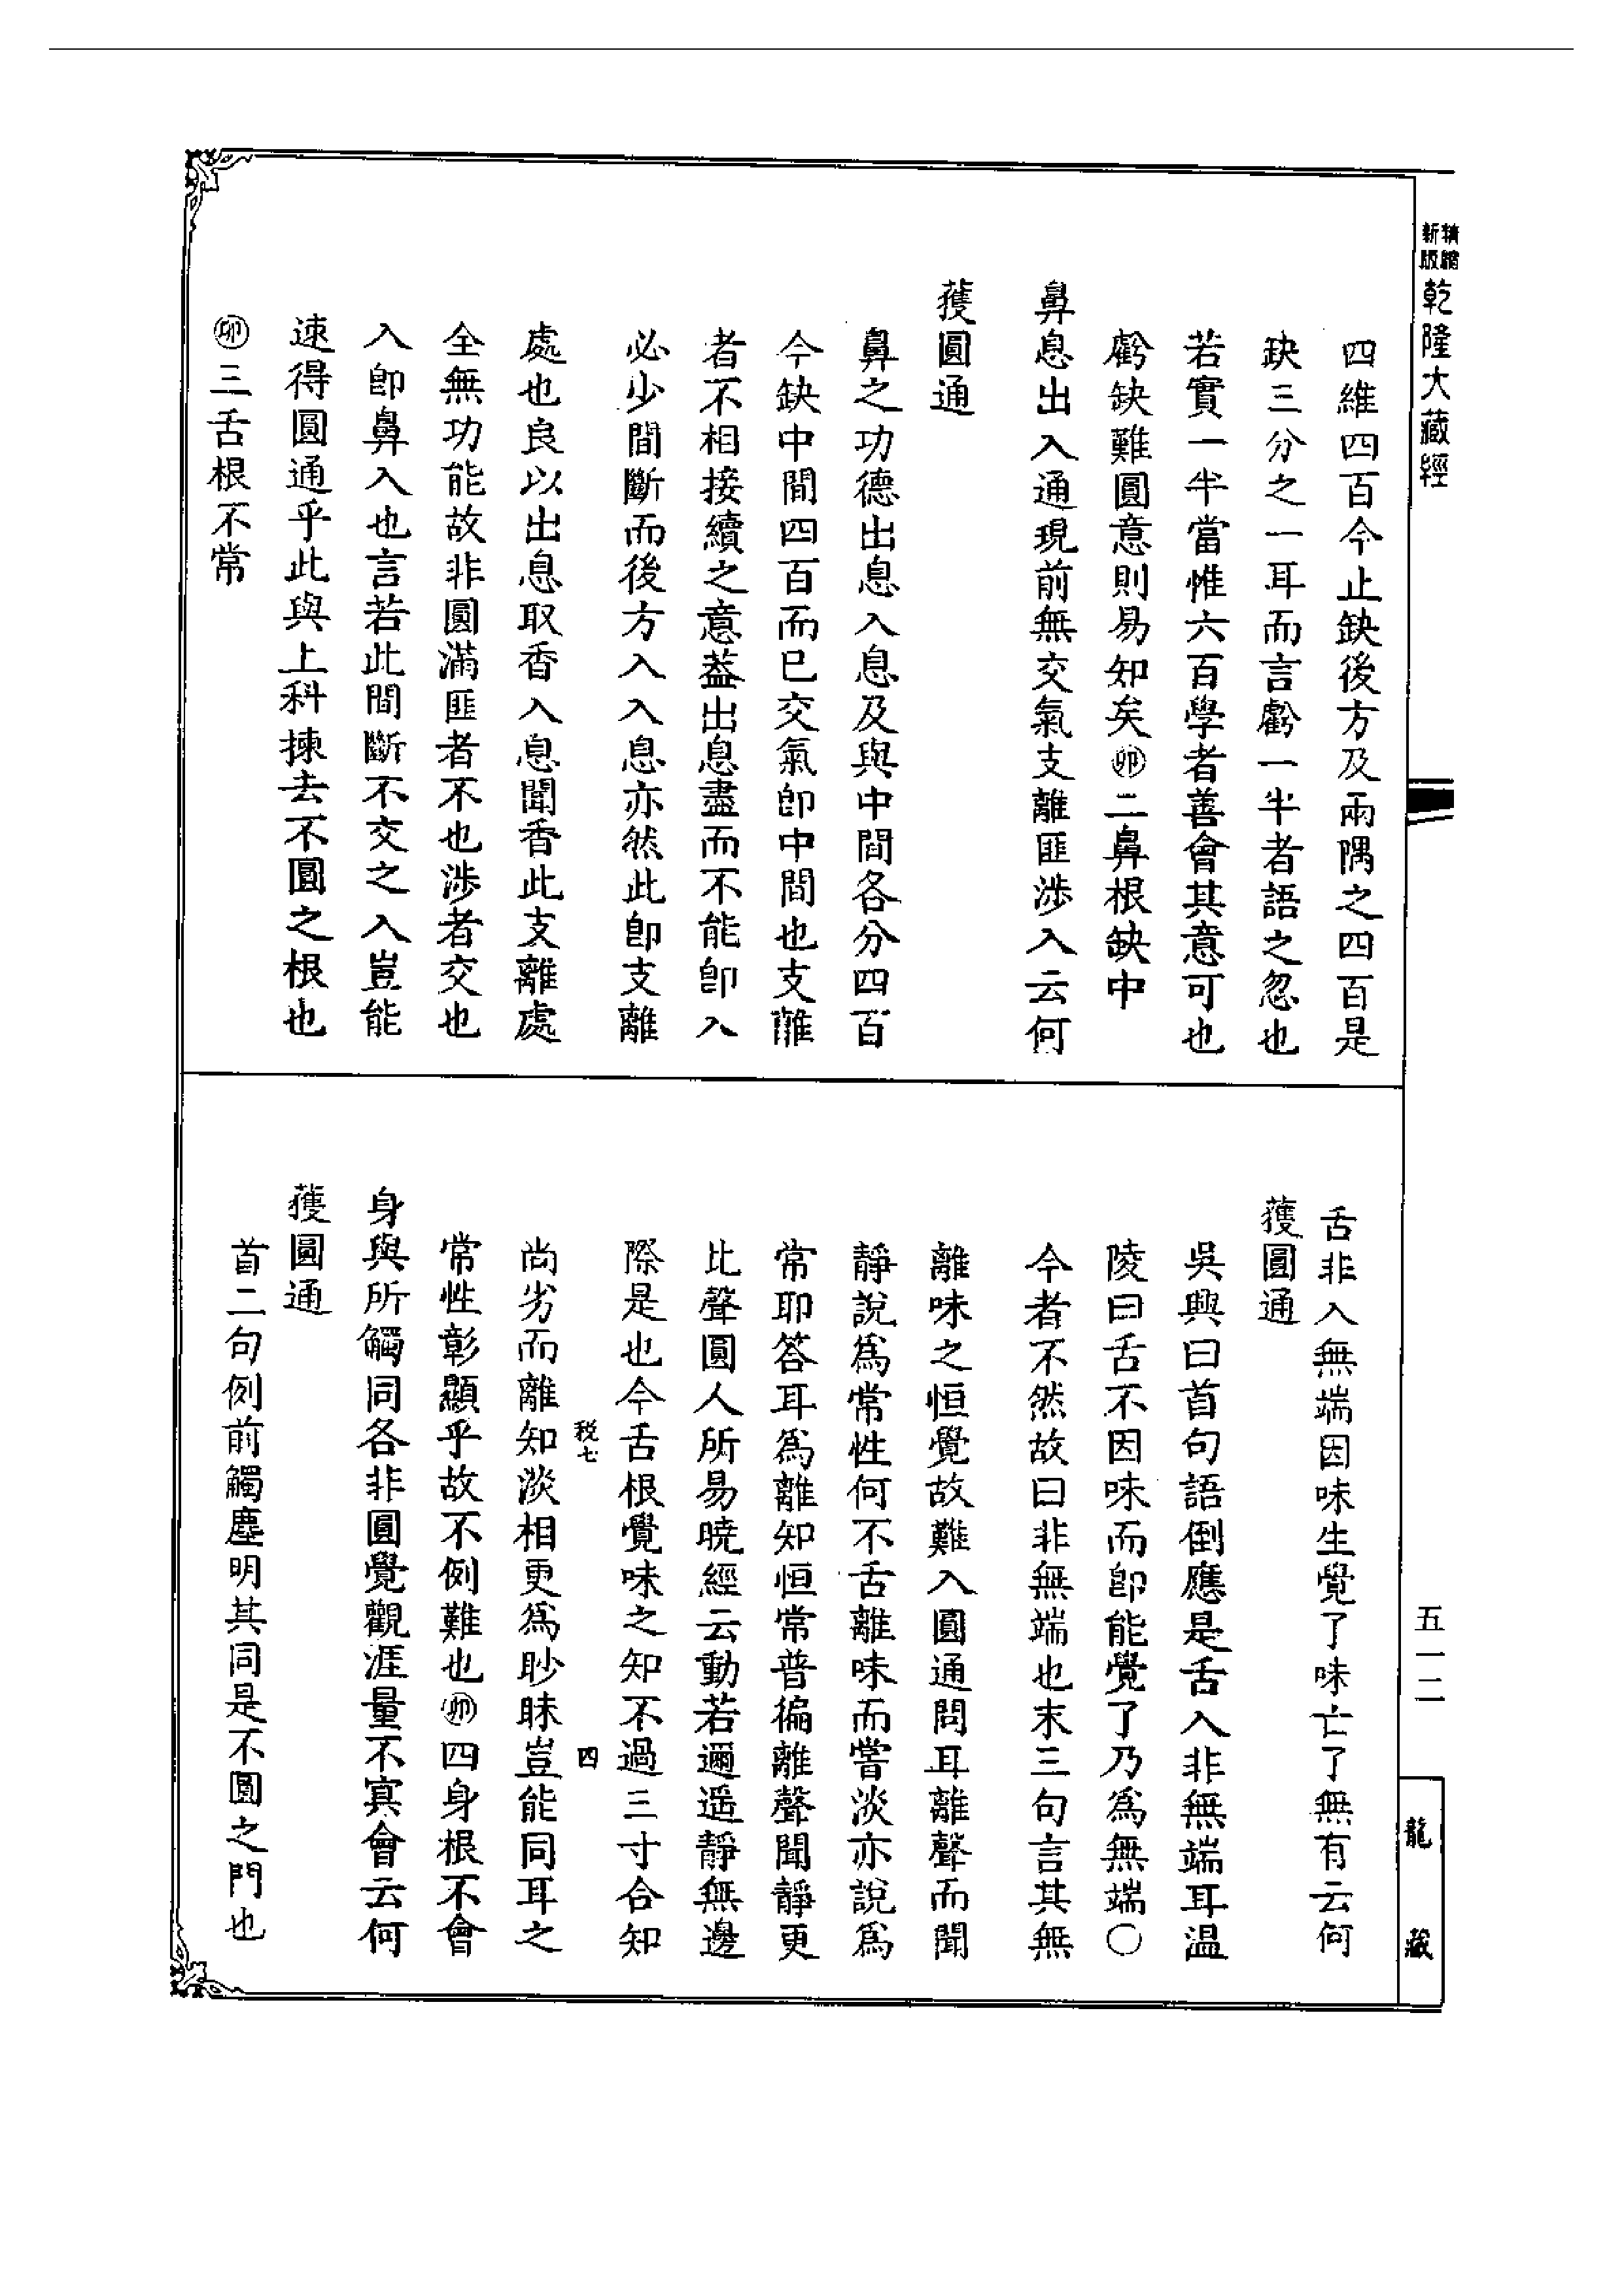 精縮新版乾隆大藏經
四維四百今止缺後方及兩隅之四百是
缺三分之一耳而言虧一半者語之忽也
若實一半當惟六百學者善會其意可也
虧缺難圓意則易知矣㊞二鼻根缺中
鼻息出入通現前無交氣支離匪涉入云何
獲圓通
鼻之功德出息入息及與中間各分四百
今缺中間四百而已交氣卽中間也支離
者不相接續之意葢出息盡而不能卽入
必少間斷而後方入入息亦然此卽支離
處也良以出息取香入息聞香此支離處
全無功能故非圓滿匪者不也涉者交也
入卽鼻入也言若此間斷不交之入豈能
速得圓通乎此與上科揀去不圓之根也
卯三舌根不常
舌非入無端因味生覺了味亡了無有云何
獲圓通
吳興曰首句語倒應是舌入非無端耳温
陵曰舌不因味而卽能覺了乃爲無端〇
今者不然故曰非無端也末三句言其無
離味之恒覺故難入圓通問耳離聲而聞
靜說爲常性何不舌離味而嘗淡亦說爲
常耶答耳爲離知恒常普徧離聲聞靜更
比聲圓人所易曉經云動若邇遥靜無邊
際是也今舌根覺味之知不過三寸合知
稅七 四
尚劣而離知淡相更爲眇昧豈能同耳之
常性彰顯乎故不例難也卯四身根不會
身與所觸同各非圓覺觀涯量不㝠會云何
獲圓通
首二句例前觸塵明其同是不圓之門也
五一二
龍藏